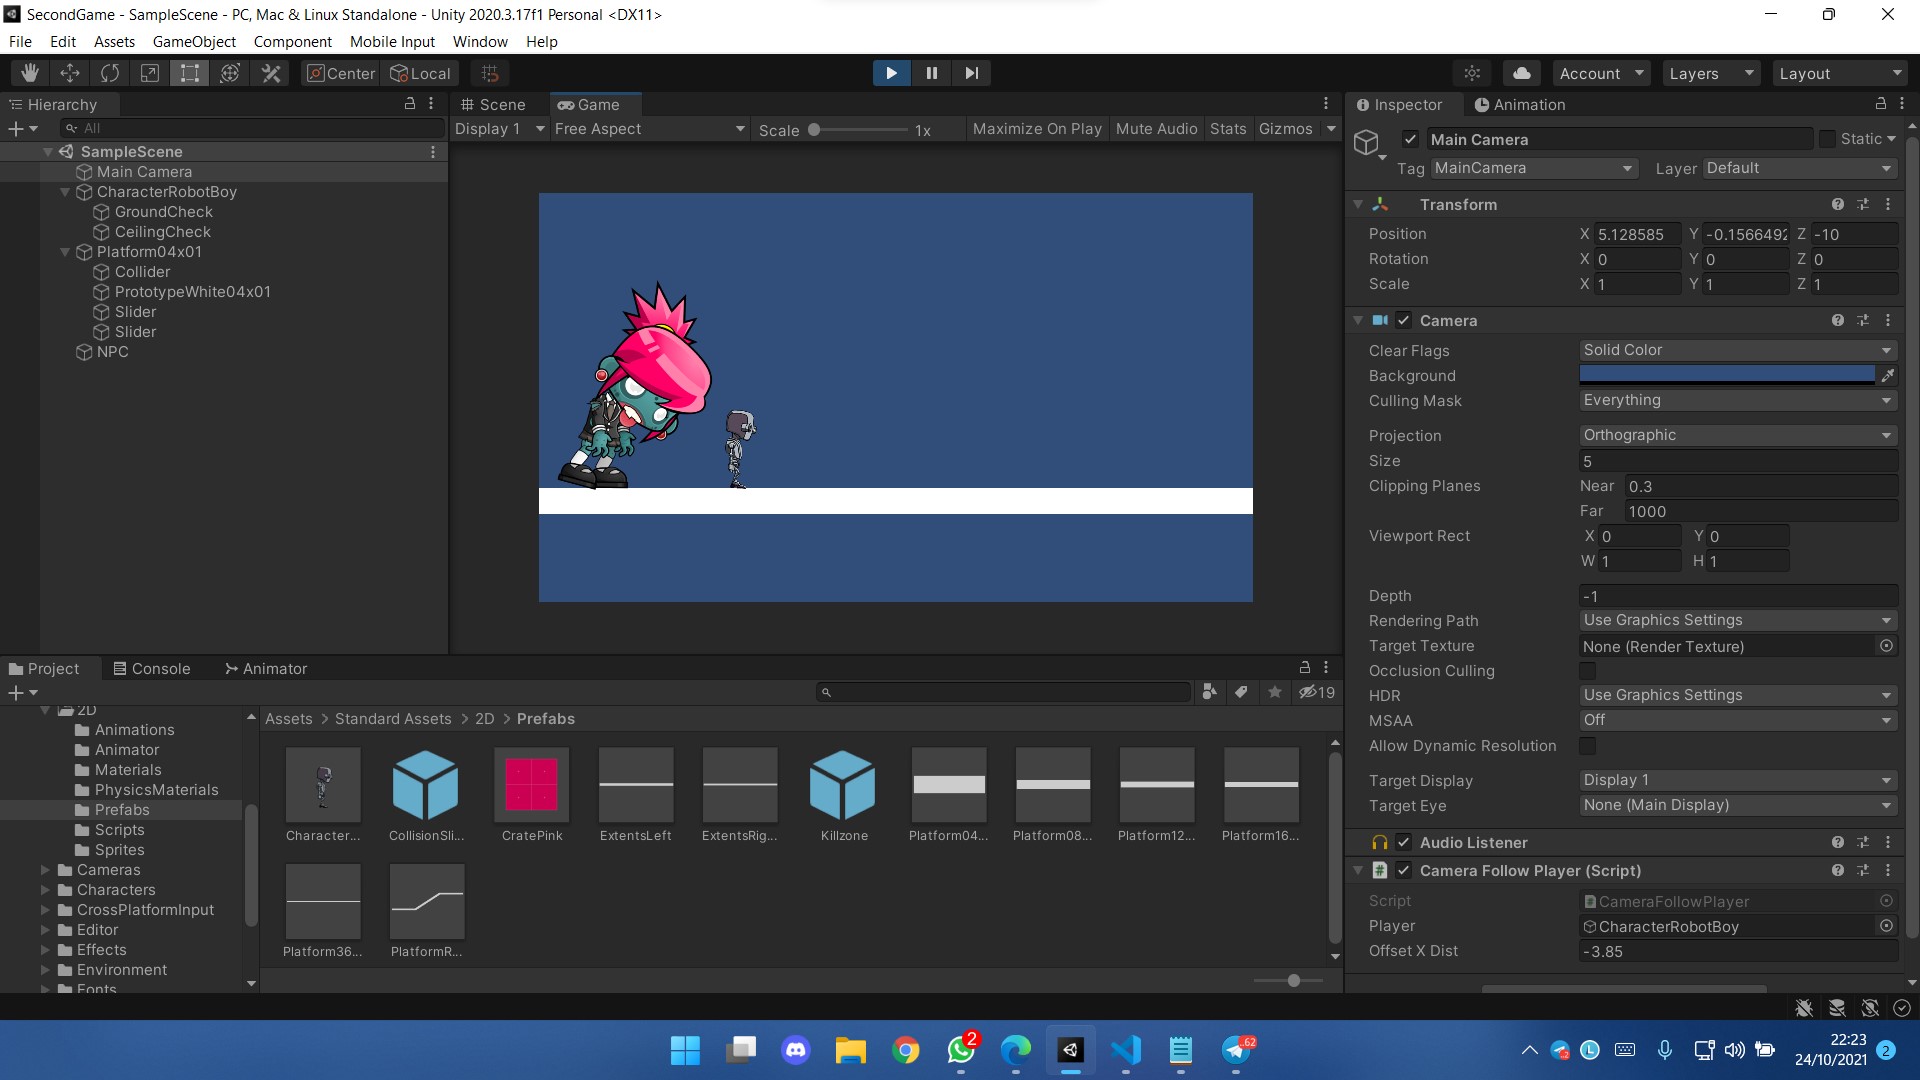 SecondGame - SampleScene - PC, Mac & Linux Standalone - Unity 2020.3.17f1 Personal <DX11>
File Edit Assets GameObject Component Mobile Input Window Help
Center Local Account Layers Layout
Hierarchy
All
SampleScene
Main Camera
CharacterRobotBoy
GroundCheck
CeilingCheck
Platform04x01
Collider
PrototypeWhite04x01
Slider
Slider
NPC
Scene Game
Display 1 Free Aspect Scale 1x Maximize On Play Mute Audio Stats Gizmos
Inspector Animation
Main Camera Static
Tag MainCamera Layer Default
Transform
Position X 5.128585 Y -0.1566492 Z -10
Rotation X 0 Y 0 Z 0
Scale X 1 Y 1 Z 1
Camera
Clear Flags Solid Color
Background
Culling Mask Everything
Projection Orthographic
Size 5
Clipping Planes Near 0.3
Far 1000
Viewport Rect X 0 Y 0
W 1 H 1
Depth -1
Rendering Path Use Graphics Settings
Target Texture None (Render Texture)
Occlusion Culling
HDR Use Graphics Settings
MSAA Off
Allow Dynamic Resolution
Target Display Display 1
Target Eye None (Main Display)
Audio Listener
Camera Follow Player (Script)
Script CameraFollowPlayer
Player CharacterRobotBoy
Offset X Dist -3.85
Project Console Animator
19
2D
Animations
Animator
Materials
PhysicsMaterials
Prefabs
Scripts
Sprites
Cameras
Characters
CrossPlatformInput
Editor
Effects
Environment
Fonts
Assets > Standard Assets > 2D > Prefabs
Character... CollisionSli... CratePink ExtentsLeft ExtentsRig... Killzone Platform04... Platform08... Platform12... Platform16...
Platform36... PlatformR...
2
62
22:23
24/10/2021
2